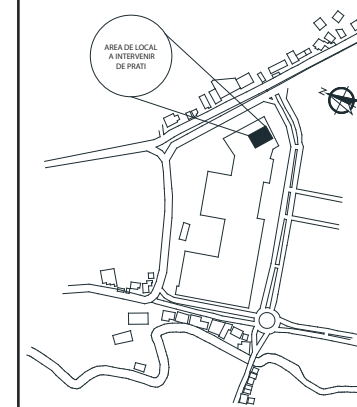 AREA DE LOCAL
A INTERVENIR
DE PRATI